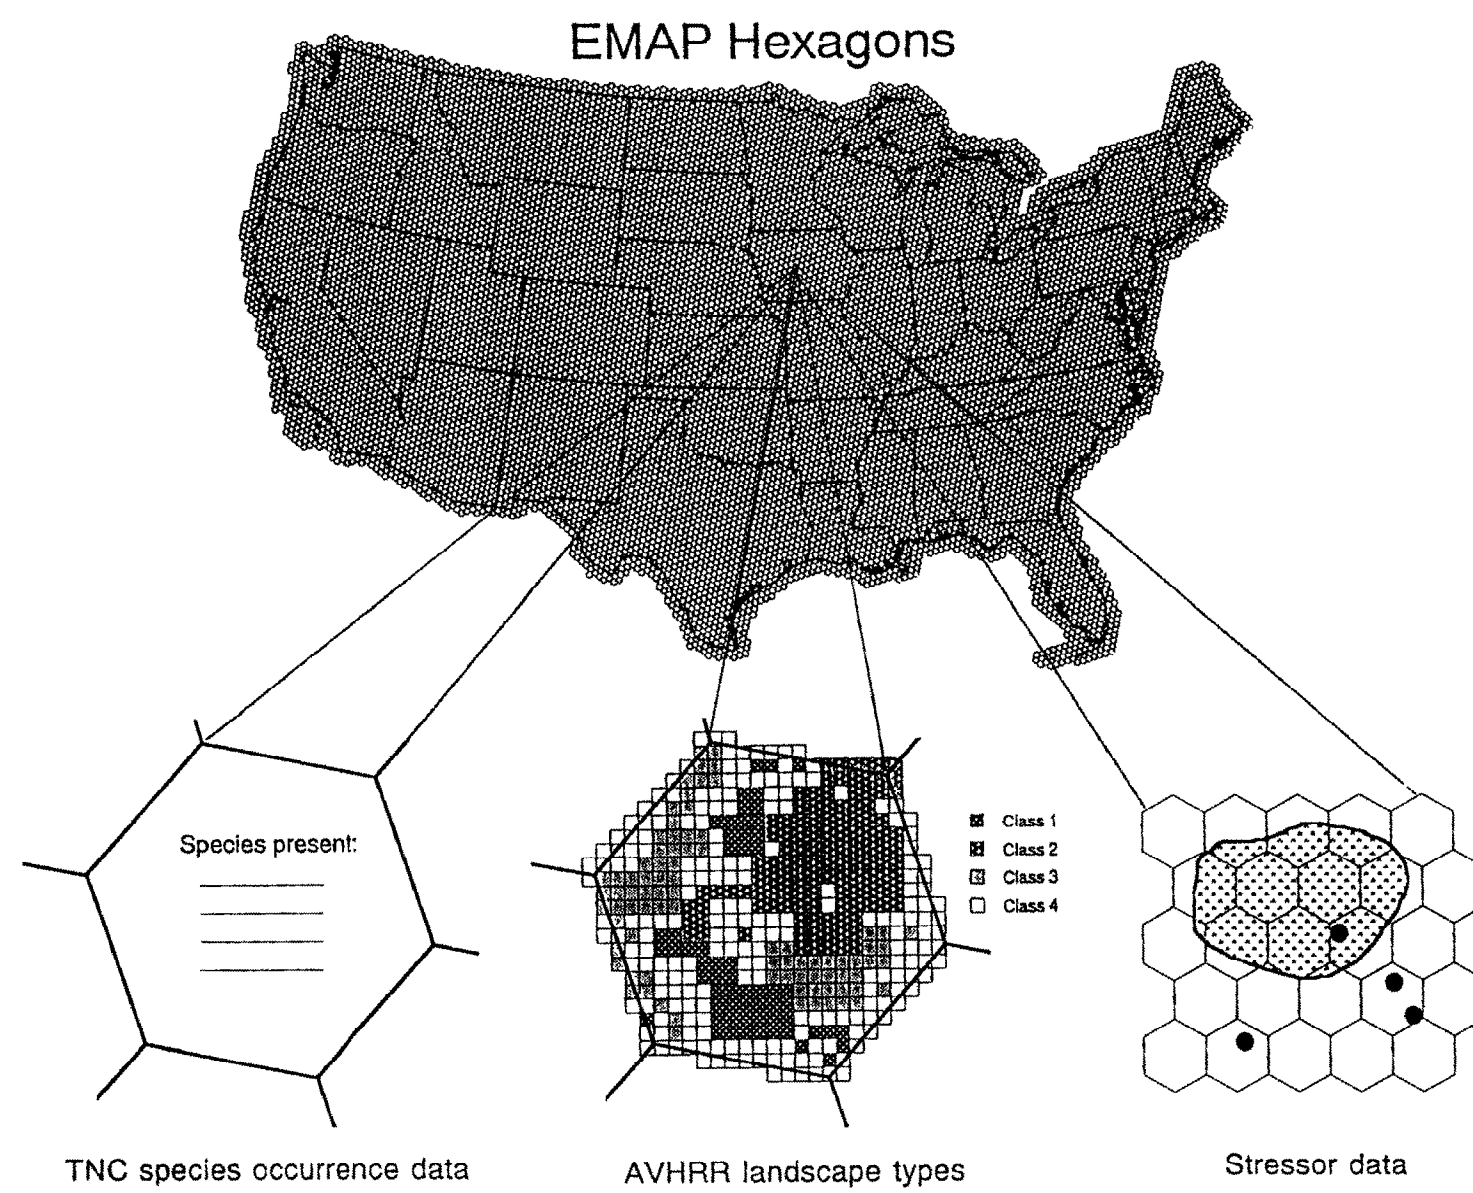 EMAP Hexagons
Species present:
Class 1
Class 2
Class 3
Class 4
TNC species occurrence data
AVHRR landscape types
Stressor data